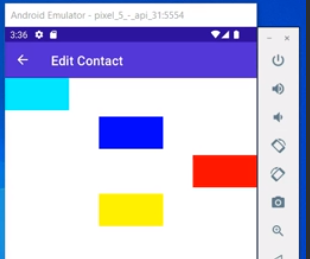 Android Emulator - pixel_5_-_api_31:5554
3:36
Edit Contact